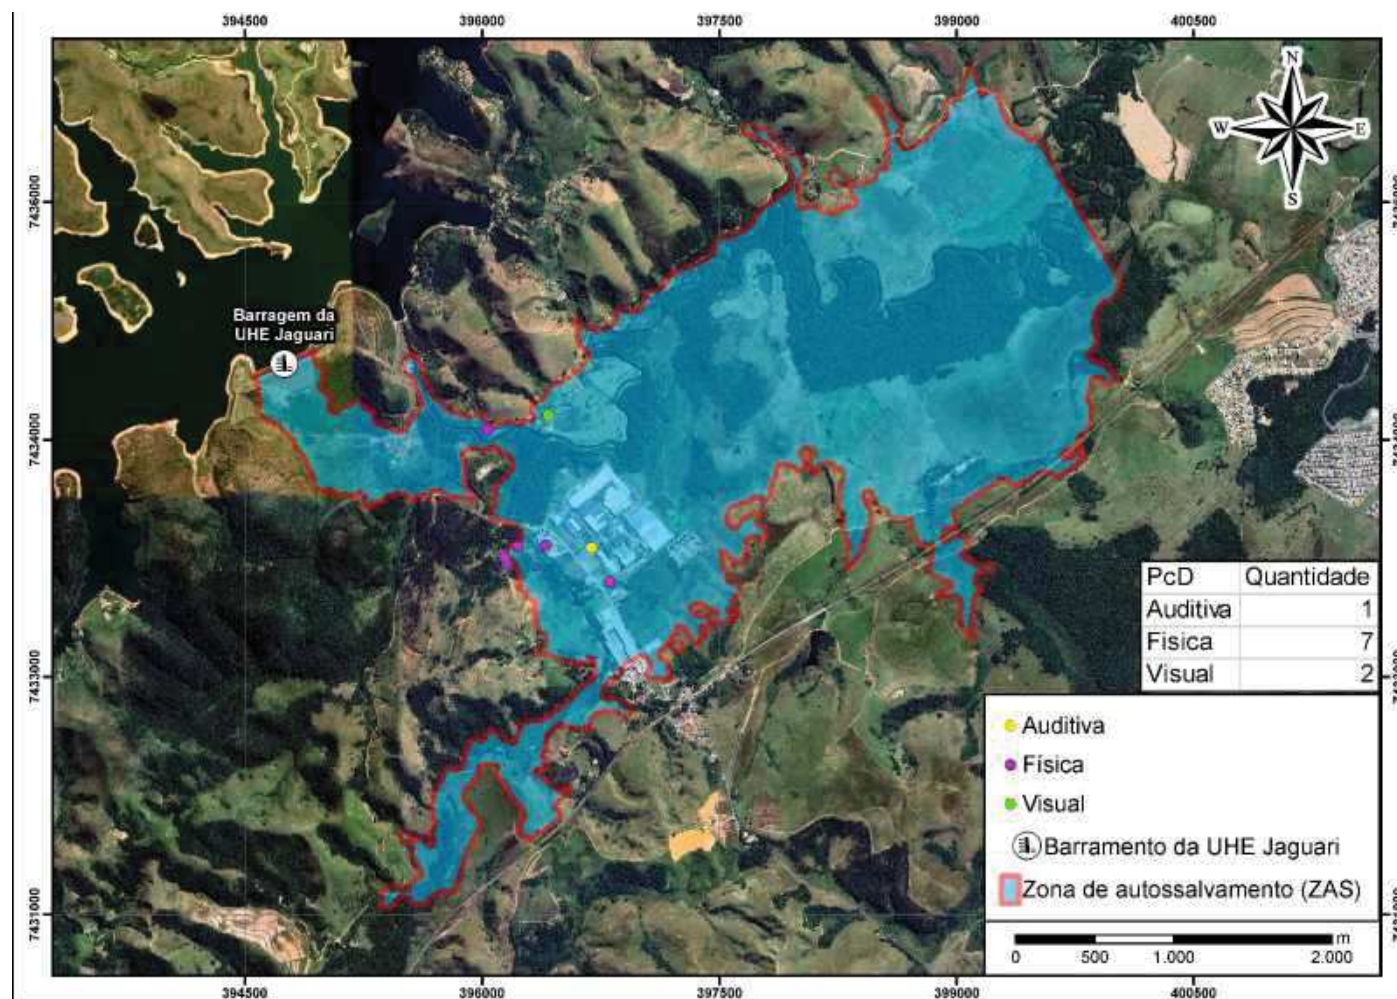 394500 396000 397500 399000 400500
N
W E
S
7436000
Barragem da
UHE Jaguari
7434000
PcD Quantidade
Auditiva 1
Física 7
Visual 2
7433000
Auditiva
Física
Visual
Barramento da UHE Jaguari
Zona de autossalvamento (ZAS)
7431000
m
0 500 1.000 2.000
394500 396000 397500 399000 400500